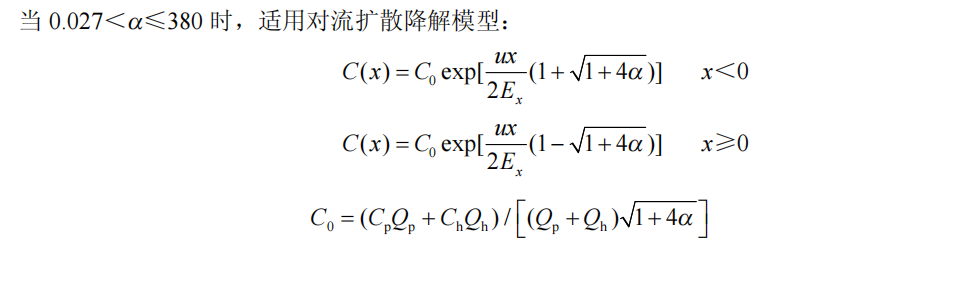 当 0.027＜α≤380 时，适用对流扩散降解模型：
C(x) = C₀ exp[ux/2Eₓ (1 + √(1+4α))]  x＜0
C(x) = C₀ exp[ux/2Eₓ (1 − √(1+4α))]  x≥0
C₀ = (CₚQₚ + CₕQₕ) / [(Qₚ + Qₕ)√(1+4α)]